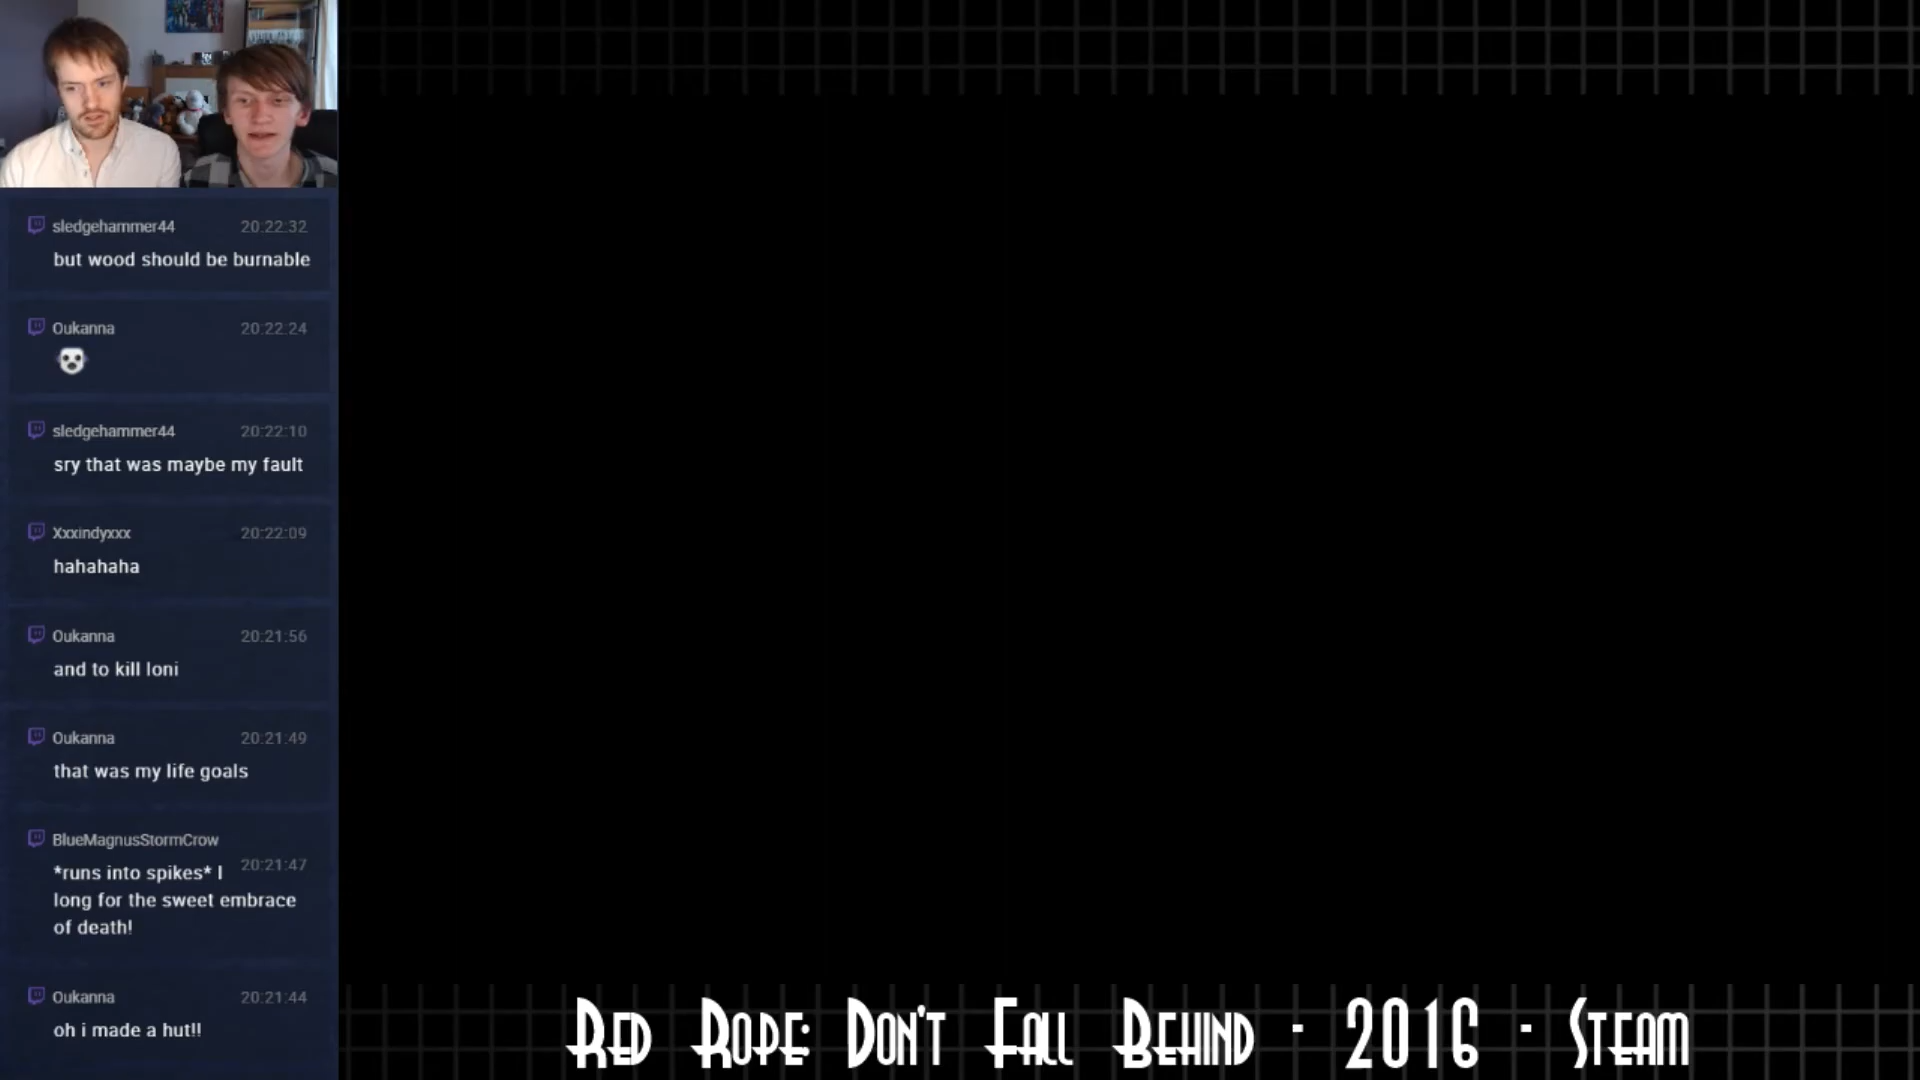 sledgehammer44 20:22:32
but wood should be burnable
Oukanna 20:22:24
sledgehammer44 20:22:10
sry that was maybe my fault
Xxxindyxxx 20:22:09
hahahaha
Oukanna 20:21:56
and to kill loni
Oukanna 20:21:49
that was my life goals
BlueMagnusStormCrow 20:21:47
*runs into spikes* I
long for the sweet embrace
of death!
Oukanna 20:21:44
oh i made a hut!!
Red Rope: Don't Fall Behind - 2016 - Steam